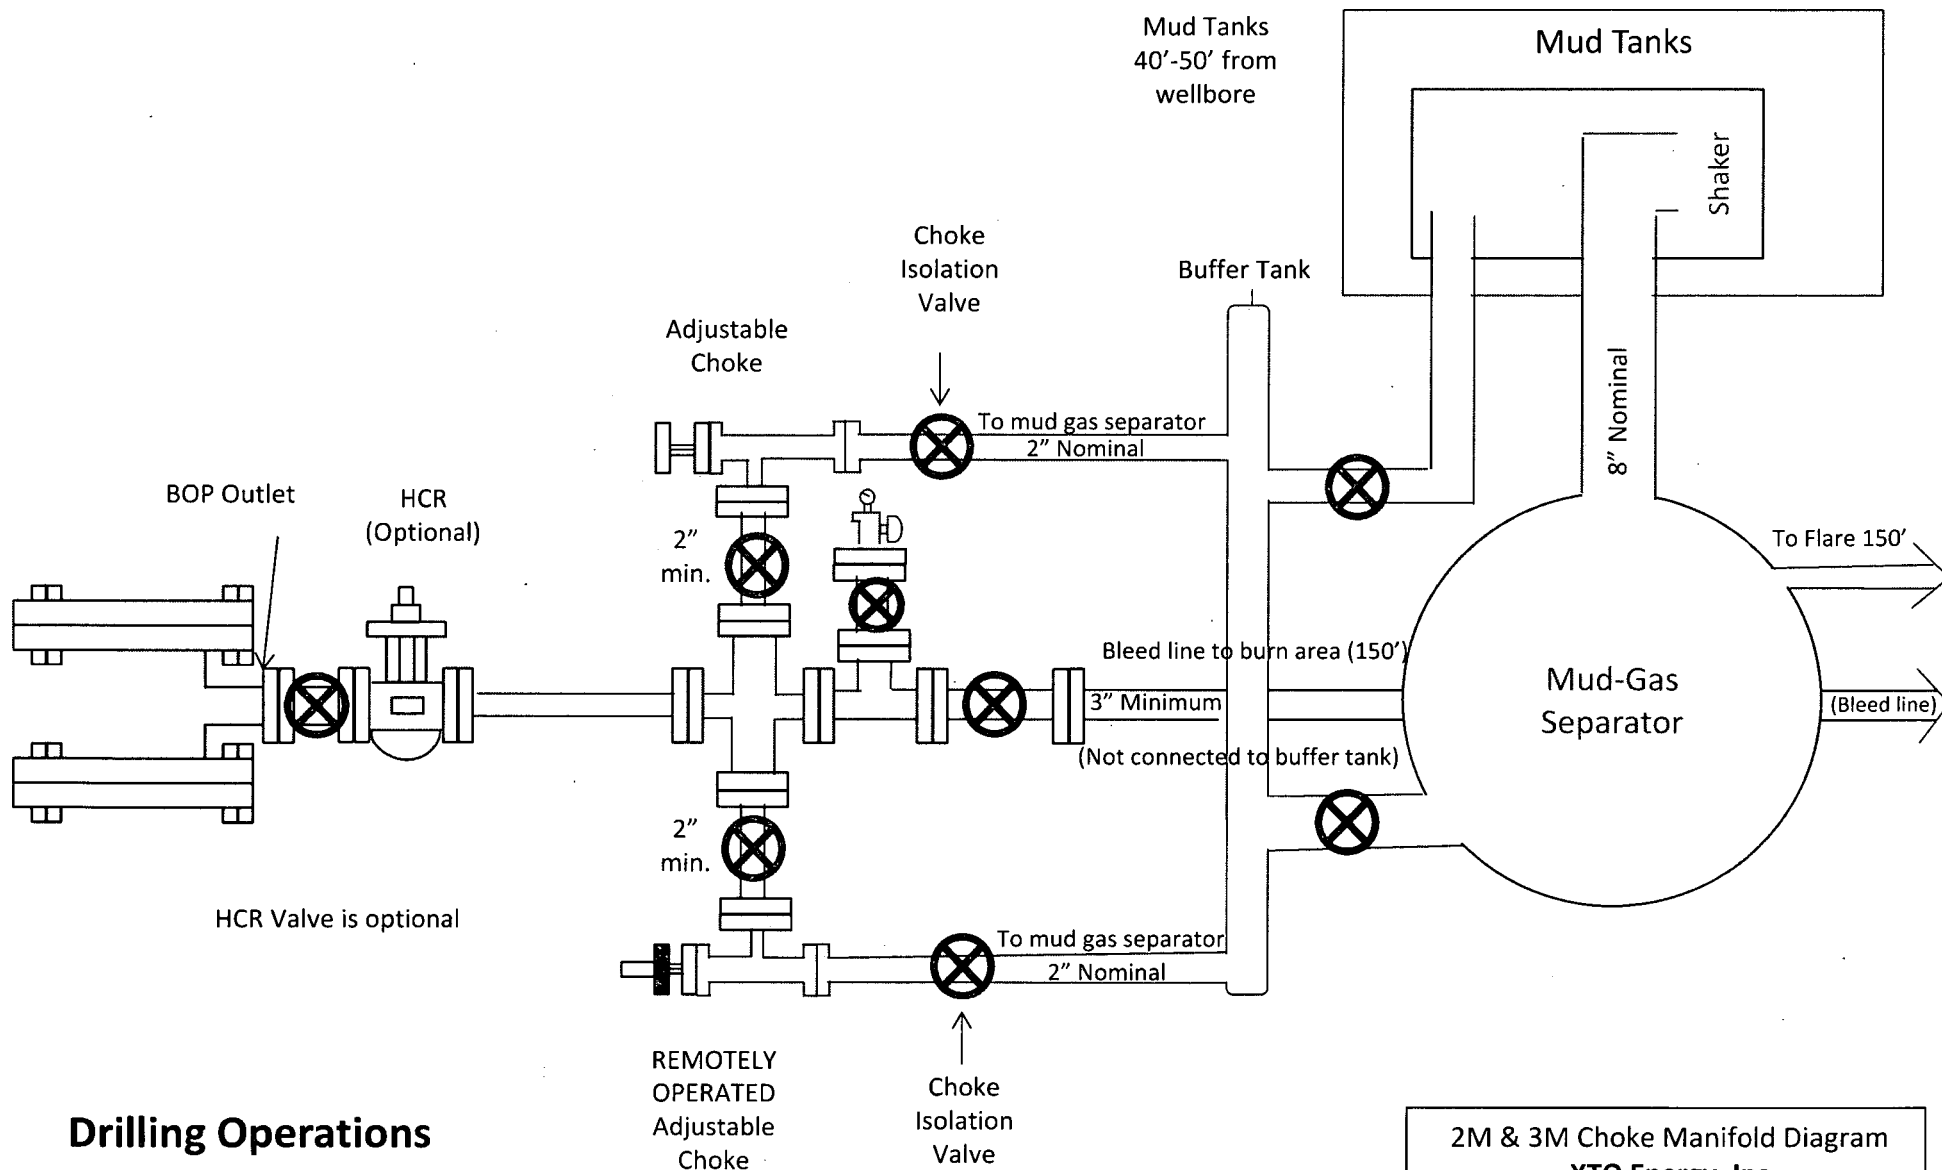 Mud Tanks
40’-50’ from
wellbore
Mud Tanks
Shaker
Choke
Isolation
Valve
Buffer Tank
Adjustable
Choke
8” Nominal
To mud gas separator
2” Nominal
BOP Outlet
HCR
(Optional)
2”
min.
To Flare 150’
Bleed line to burn area (150’)
3” Minimum
(Not connected to buffer tank)
Mud-Gas
Separator
(Bleed line)
2”
min.
HCR Valve is optional
To mud gas separator
2” Nominal
REMOTELY
OPERATED
Adjustable
Choke
Choke
Isolation
Valve
Drilling Operations
2M & 3M Choke Manifold Diagram
XTO Energy, Inc.